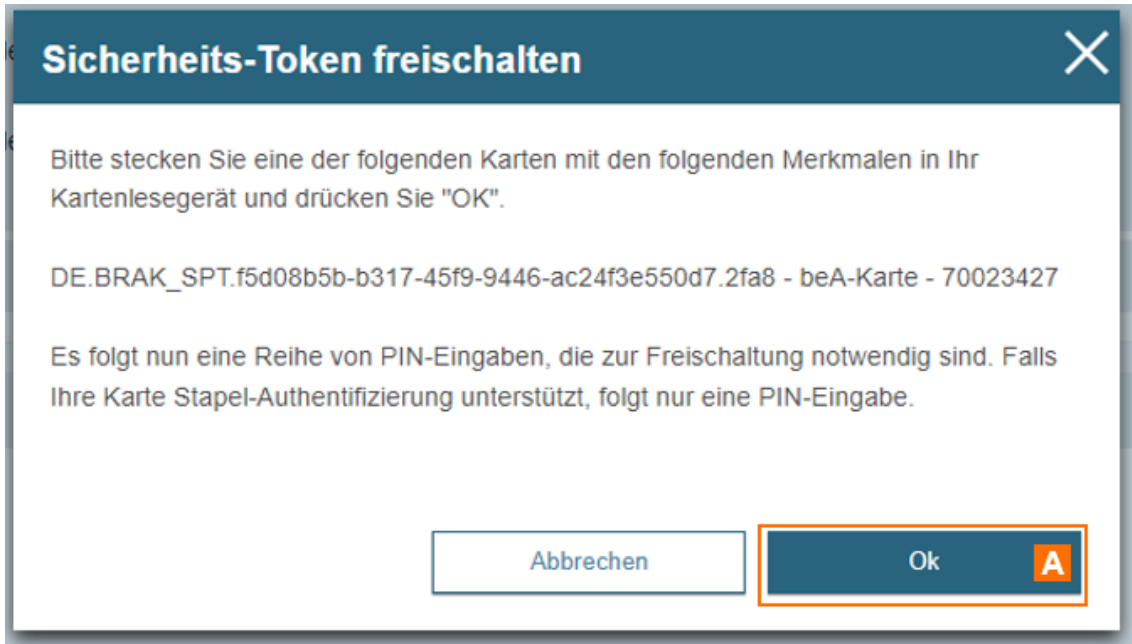 Sicherheits-Token freischalten
Bitte stecken Sie eine der folgenden Karten mit den folgenden Merkmalen in Ihr
Kartenlesegerät und drücken Sie "OK".
DE.BRAK_SPT.f5d08b5b-b317-45f9-9446-ac24f3e550d7.2fa8 - beA-Karte - 70023427
Es folgt nun eine Reihe von PIN-Eingaben, die zur Freischaltung notwendig sind. Falls
Ihre Karte Stapel-Authentifizierung unterstützt, folgt nur eine PIN-Eingabe.
Abbrechen
Ok A